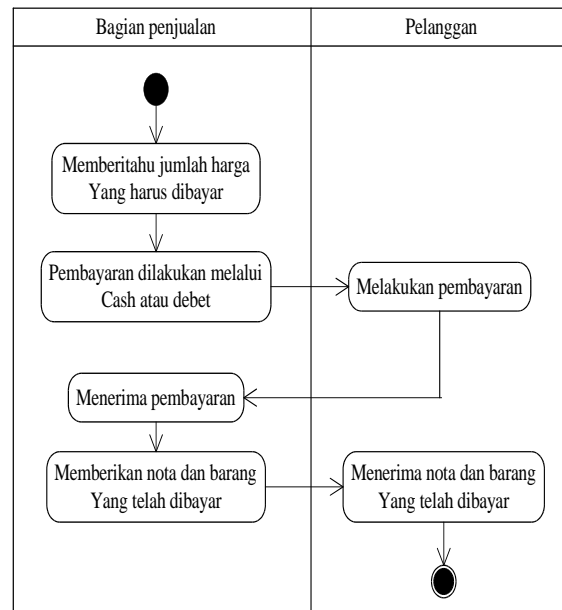 Bagian penjualan
Pelanggan
Memberitahu jumlah harga
Yang harus dibayar
Pembayaran dilakukan melalui
Cash atau debet
Melakukan pembayaran
Menerima pembayaran
Memberikan nota dan barang
Yang telah dibayar
Menerima nota dan barang
Yang telah dibayar